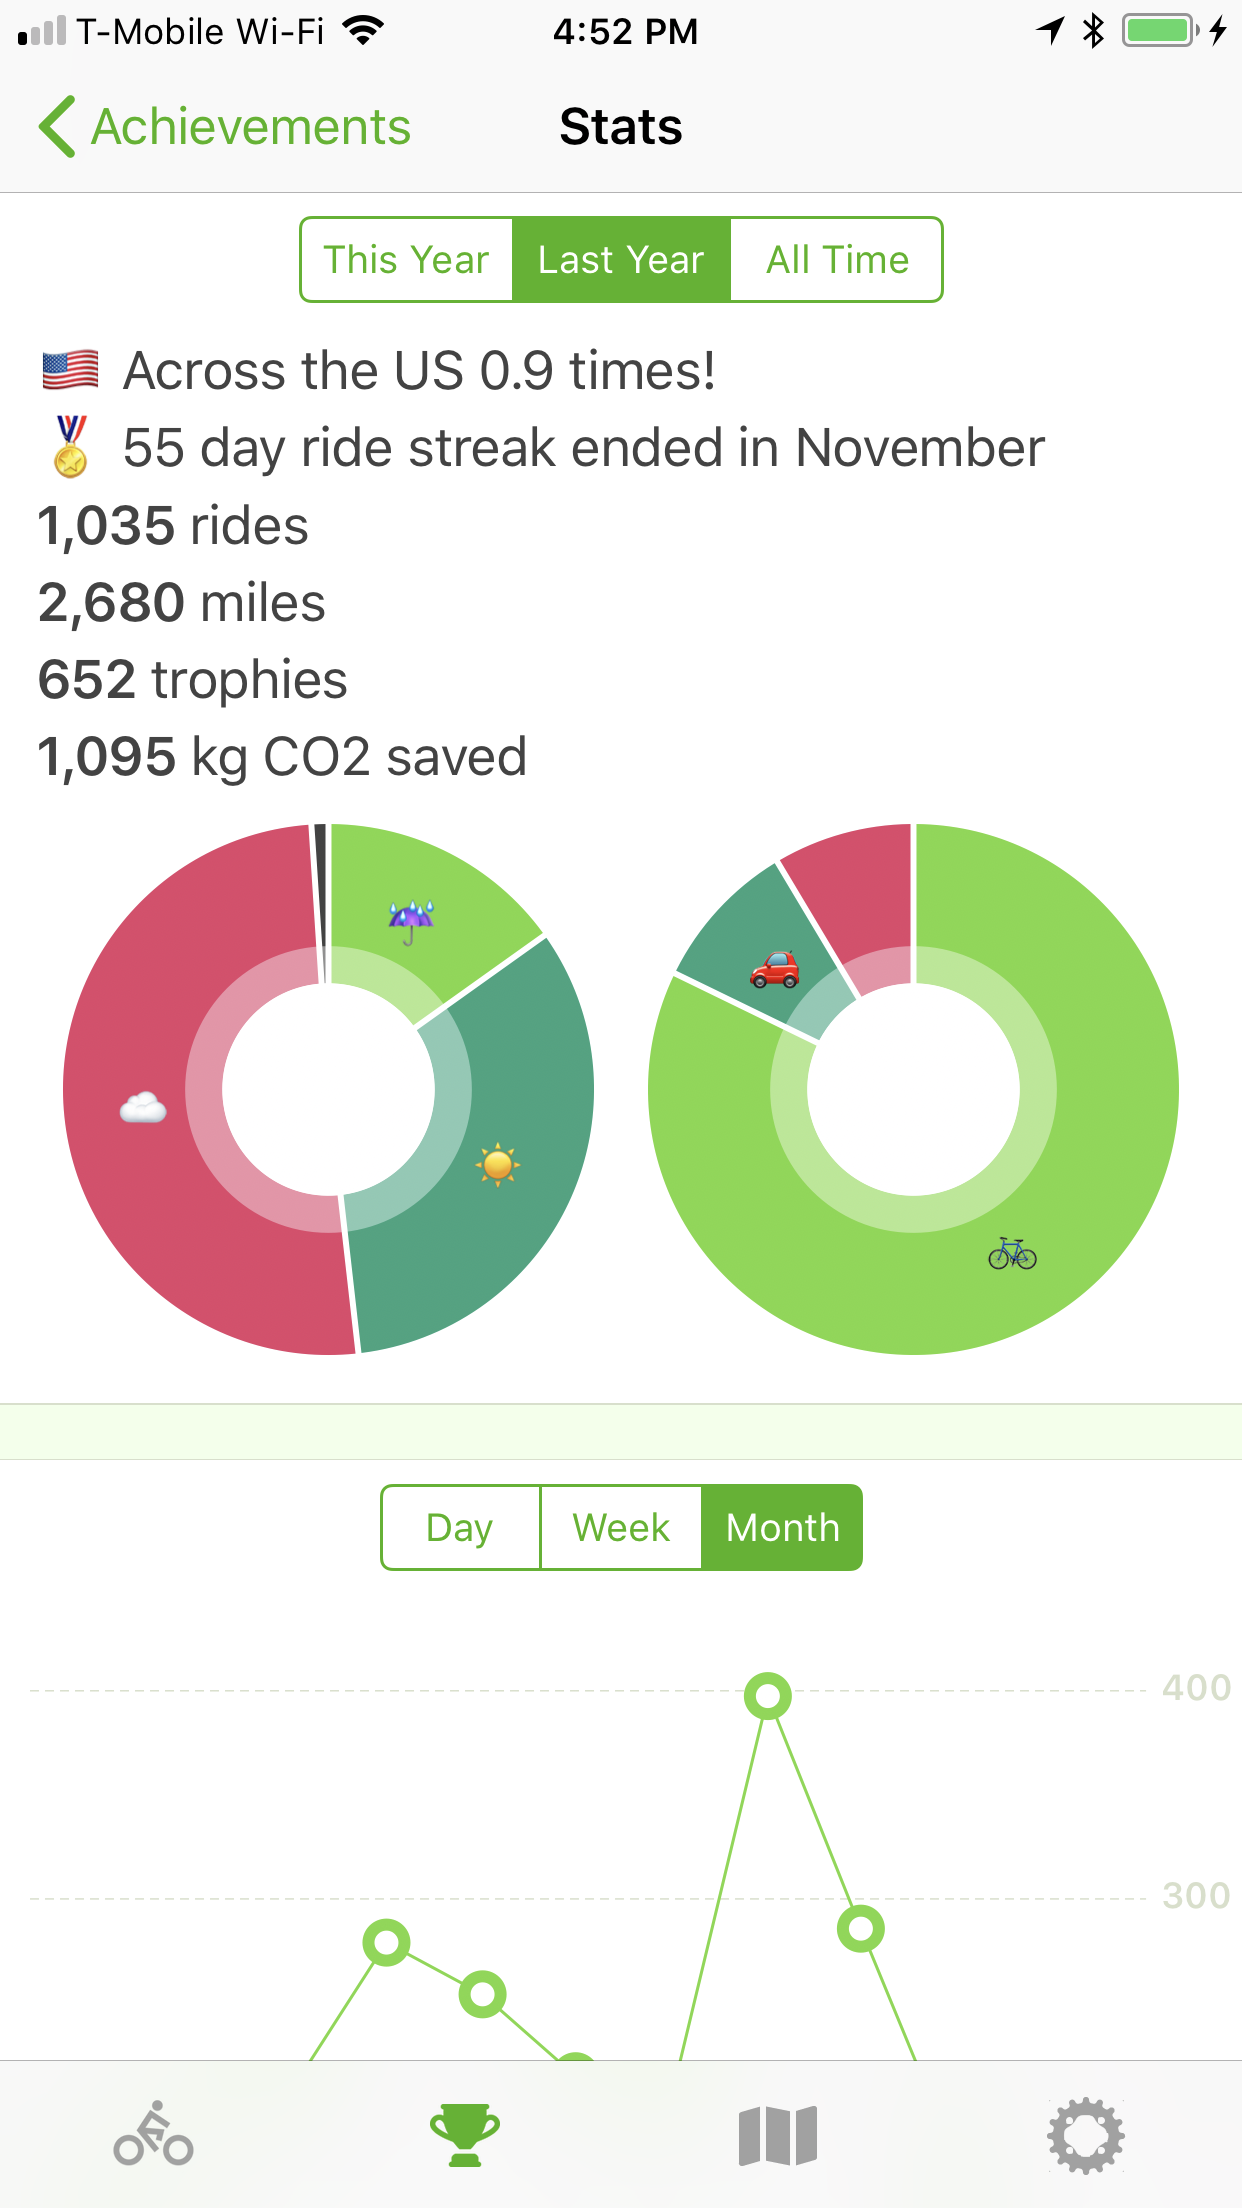 T-Mobile Wi-Fi 4:52 PM
Achievements Stats
This Year Last Year All Time
Across the US 0.9 times!
55 day ride streak ended in November
1,035 rides
2,680 miles
652 trophies
1,095 kg CO2 saved
Day Week Month
400
300